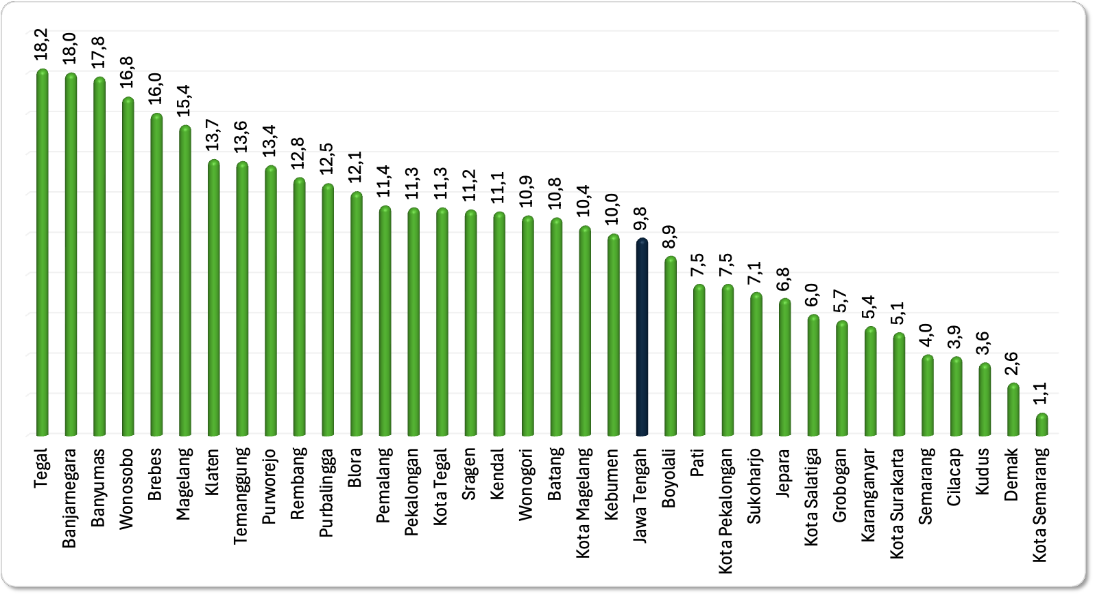 18,2
18,0
17,8
16,8
16,0
15,4
13,7
13,6
13,4
12,8
12,5
12,1
11,4
11,3
11,3
11,2
11,1
10,9
10,8
10,4
10,0
9,8
8,9
7,5
7,5
7,1
6,8
6,0
5,7
5,4
5,1
4,0
3,9
3,6
2,6
1,1
Tegal
Banjarnegara
Banyumas
Wonosobo
Brebes
Magelang
Klaten
Temanggung
Purworejo
Rembang
Purbalingga
Blora
Pemalang
Pekalongan
Kota Tegal
Sragen
Kendal
Wonogori
Batang
Kota Magelang
Kebumen
Jawa Tengah
Boyolali
Pati
Kota Pekalongan
Sukoharjo
Jepara
Kota Salatiga
Grobogan
Karanganyar
Kota Surakarta
Semarang
Cilacap
Kudus
Demak
Kota Semarang